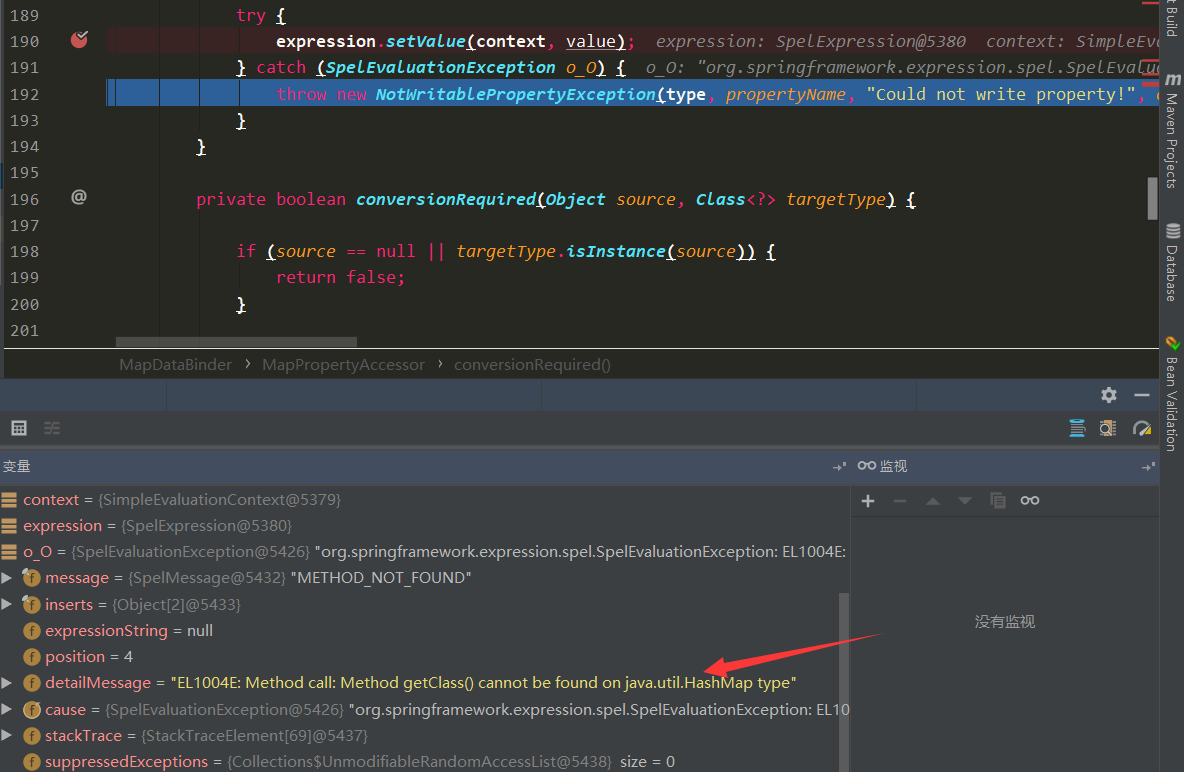 189 try {
190 expression.setValue(context, value); expression: SpelExpression@5380 context: SimpleEv
191 } catch (SpelEvaluationException o_O) { o_O: "org.springframework.expression.spel.SpelEvalua
192 throw new NotWritablePropertyException(type, propertyName, "Could not write property!",
193 }
194 }
195
196 @ private boolean conversionRequired(Object source, Class<?> targetType) {
197
198 if (source == null || targetType.isInstance(source)) {
199 return false;
200 }
201
MapDataBinder › MapPropertyAccessor › conversionRequired()
变量
监视
context = {SimpleEvaluationContext@5379}
expression = {SpelExpression@5380}
o_O = {SpelEvaluationException@5426} "org.springframework.expression.spel.SpelEvaluationException: EL1004E:
f message = {SpelMessage@5432} "METHOD_NOT_FOUND"
f inserts = {Object[2]@5433}
f expressionString = null
f position = 4
f detailMessage = "EL1004E: Method call: Method getClass() cannot be found on java.util.HashMap type"
f cause = {SpelEvaluationException@5426} "org.springframework.expression.spel.SpelEvaluationException: EL10
f stackTrace = {StackTraceElement[69]@5437}
f suppressedExceptions = {Collections$UnmodifiableRandomAccessList@5438} size = 0
没有监视
t Build
m Maven Projects
Database
Bean Validation